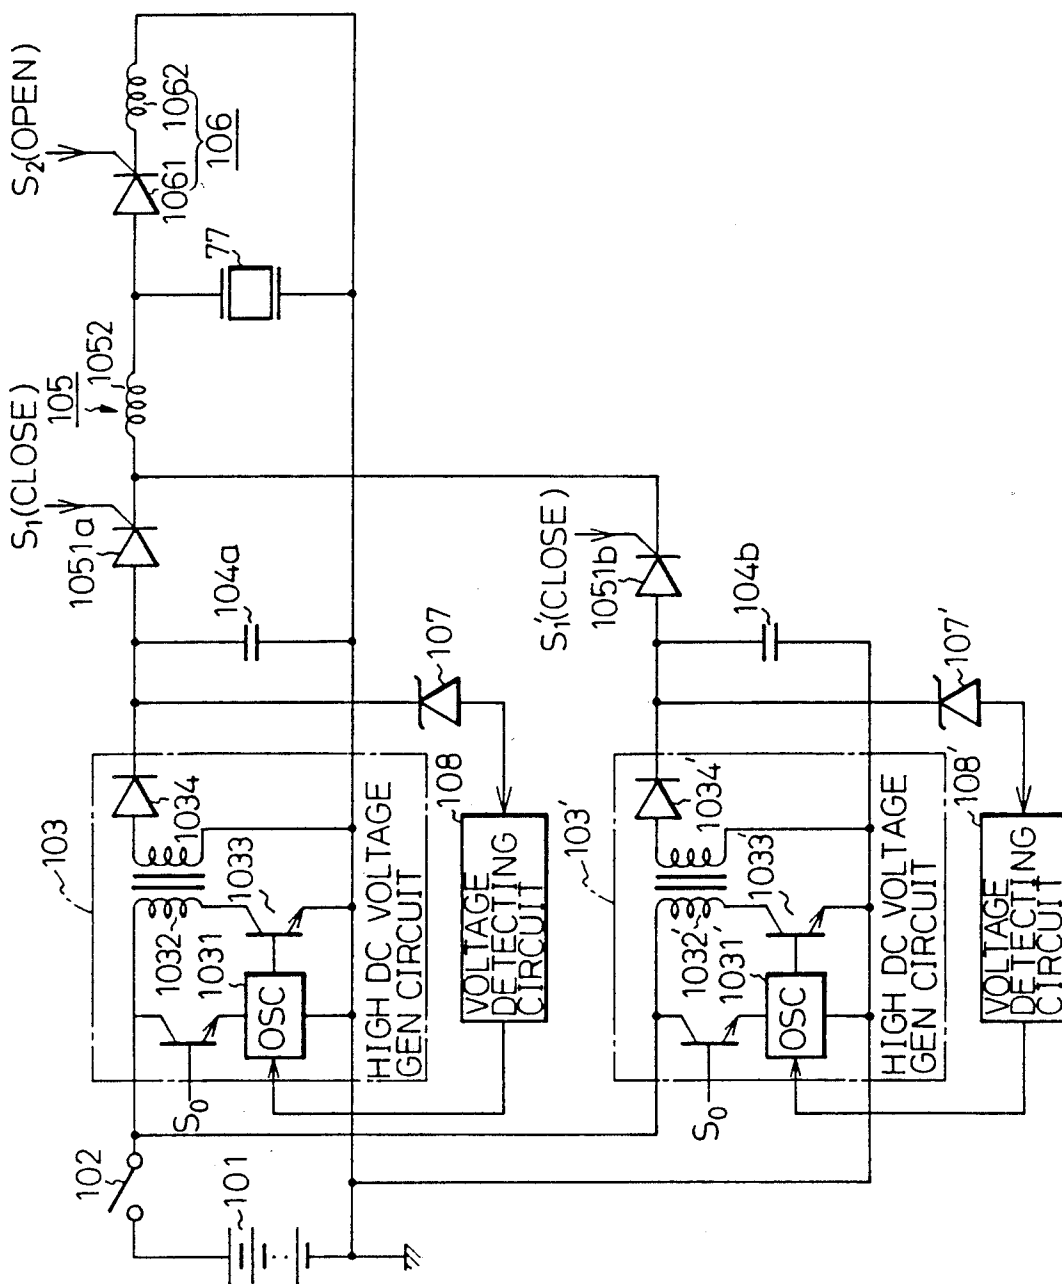 102
101
103
S0
OSC
1031
1032
1033
1034
HIGH DC VOLTAGE
GEN CIRCUIT
VOLTAGE
DETECTING
CIRCUIT
108
107
104a
1051a
S1(CLOSE)
105
1052
77
S2(OPEN)
1061
1062
106
103'
S0
OSC
1031'
1032'
1033'
1034'
HIGH DC VOLTAGE
GEN CIRCUIT
VOLTAGE
DETECTING
CIRCUIT
108'
107'
104b
1051b
S1'(CLOSE)